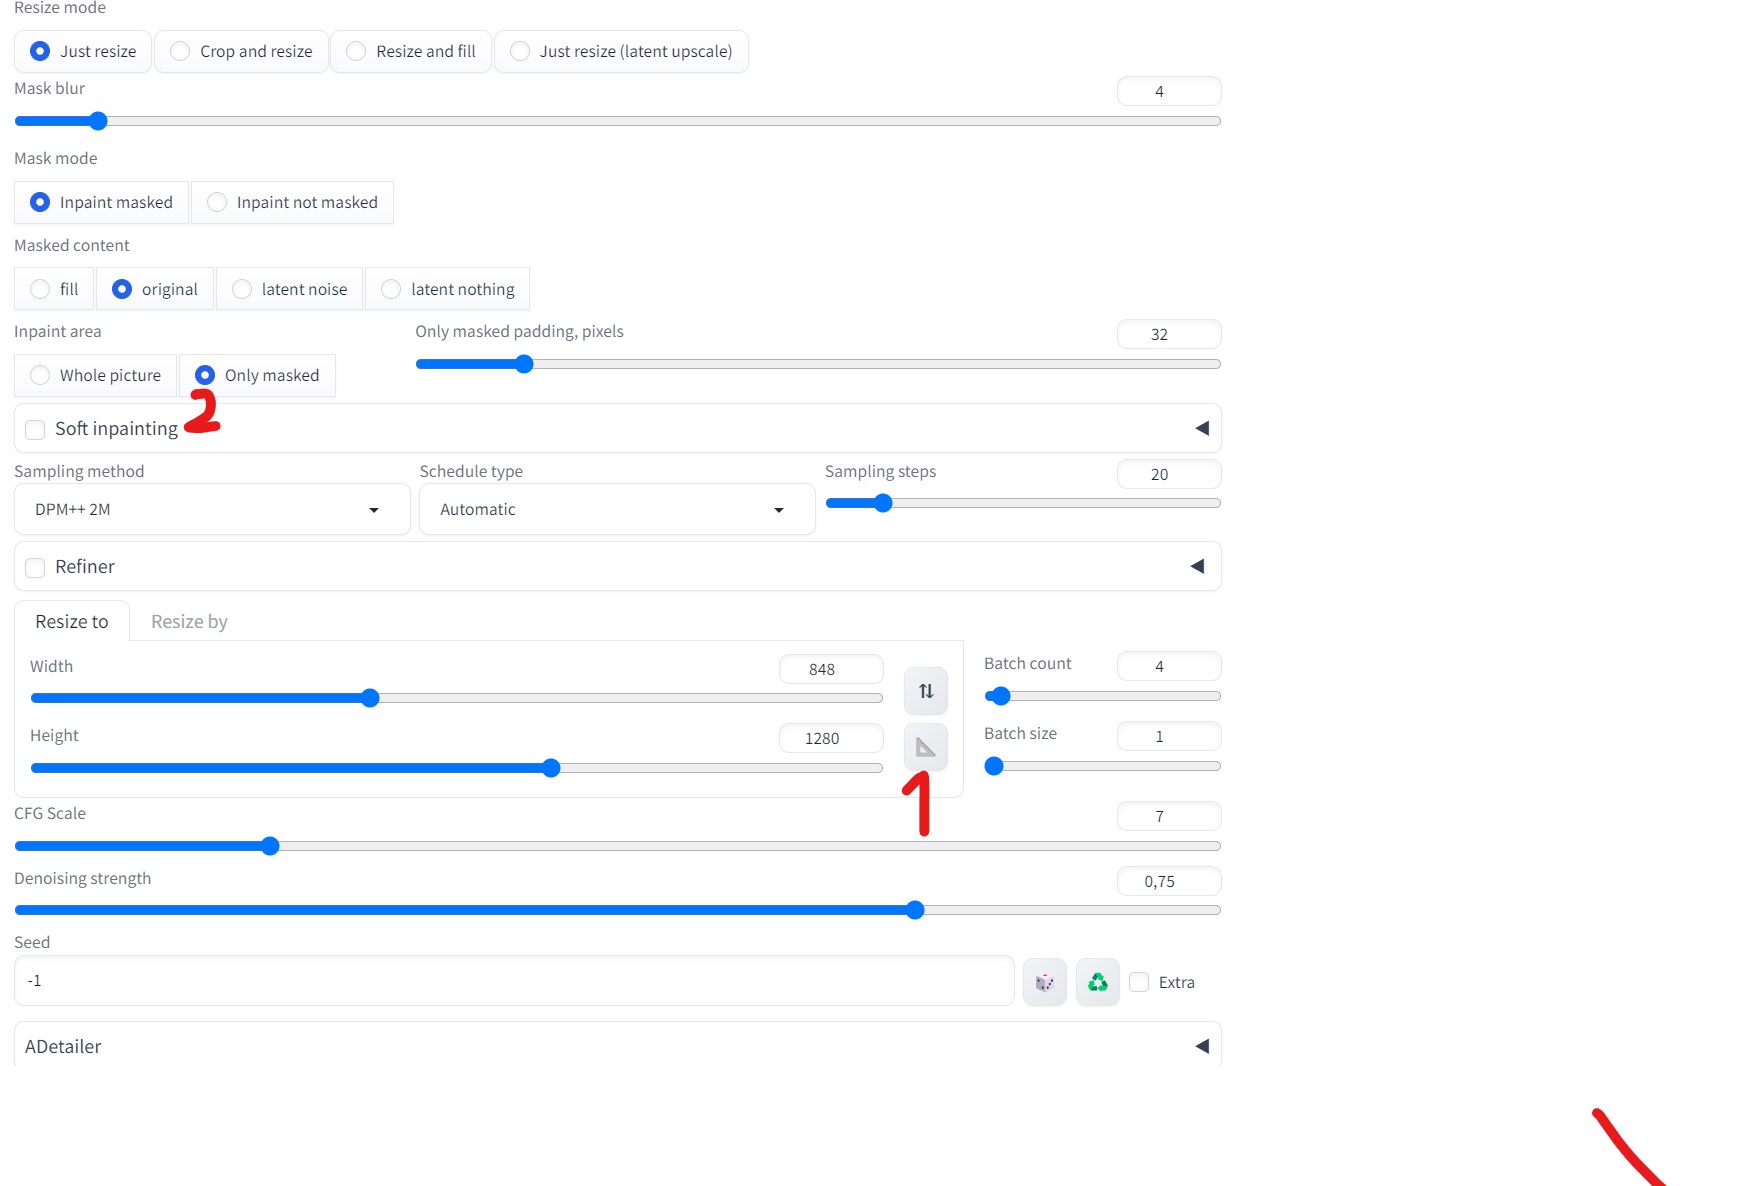 Resize mode
Just resize Crop and resize Resize and fill Just resize (latent upscale)
Mask blur 4
Mask mode
Inpaint masked Inpaint not masked
Masked content
fill original latent noise latent nothing
Inpaint area Only masked padding, pixels 32
Whole picture Only masked
2
Soft inpainting
Sampling method Schedule type Sampling steps 20
DPM++ 2M Automatic
Refiner
Resize to Resize by
Width 848 Batch count 4
Height 1280 Batch size 1
1
CFG Scale 7
Denoising strength 0,75
Seed
-1 Extra
ADetailer